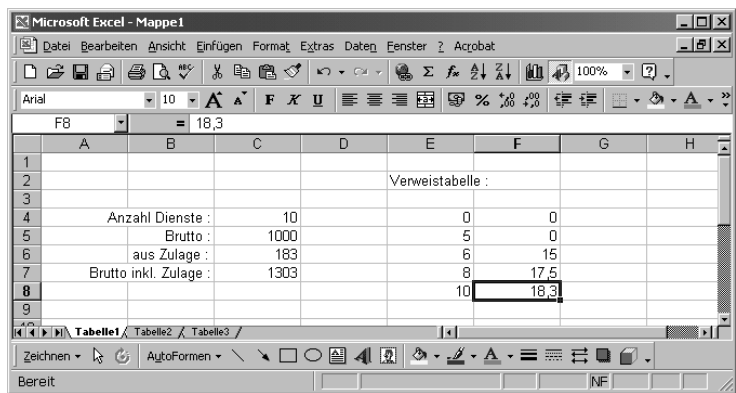 Microsoft Excel - Mappe1
Datei Bearbeiten Ansicht Einfügen Format Extras Daten Fenster ? Acrobat
100%
Arial 10 A A F K U
F8 = 18,3
A B C D E F G H
1
2 Verweistabelle :
3
4 Anzahl Dienste : 10 0 0
5 Brutto : 1000 5 0
6 aus Zulage : 183 6 15
7 Brutto inkl. Zulage : 1303 8 17,5
8 10 18,3
9
Tabelle1 Tabelle2 Tabelle3
Zeichnen AutoFormen
Bereit NF